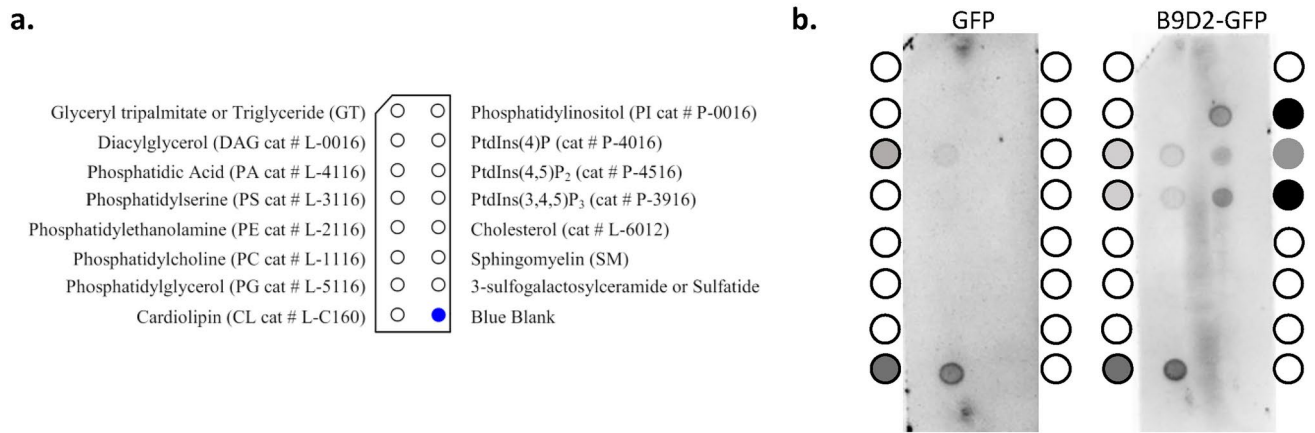 a.
Glyceryl tripalmitate or Triglyceride (GT)
Diacylglycerol (DAG cat # L-0016)
Phosphatidic Acid (PA cat # L-4116)
Phosphatidylserine (PS cat # L-3116)
Phosphatidylethanolamine (PE cat # L-2116)
Phosphatidylcholine (PC cat # L-1116)
Phosphatidylglycerol (PG cat # L-5116)
Cardiolipin (CL cat # L-C160)
Phosphatidylinositol (PI cat # P-0016)
PtdIns(4)P (cat # P-4016)
PtdIns(4,5)P₂ (cat # P-4516)
PtdIns(3,4,5)P₃ (cat # P-3916)
Cholesterol (cat # L-6012)
Sphingomyelin (SM)
3-sulfogalactosylceramide or Sulfatide
Blue Blank
b.
GFP
B9D2-GFP